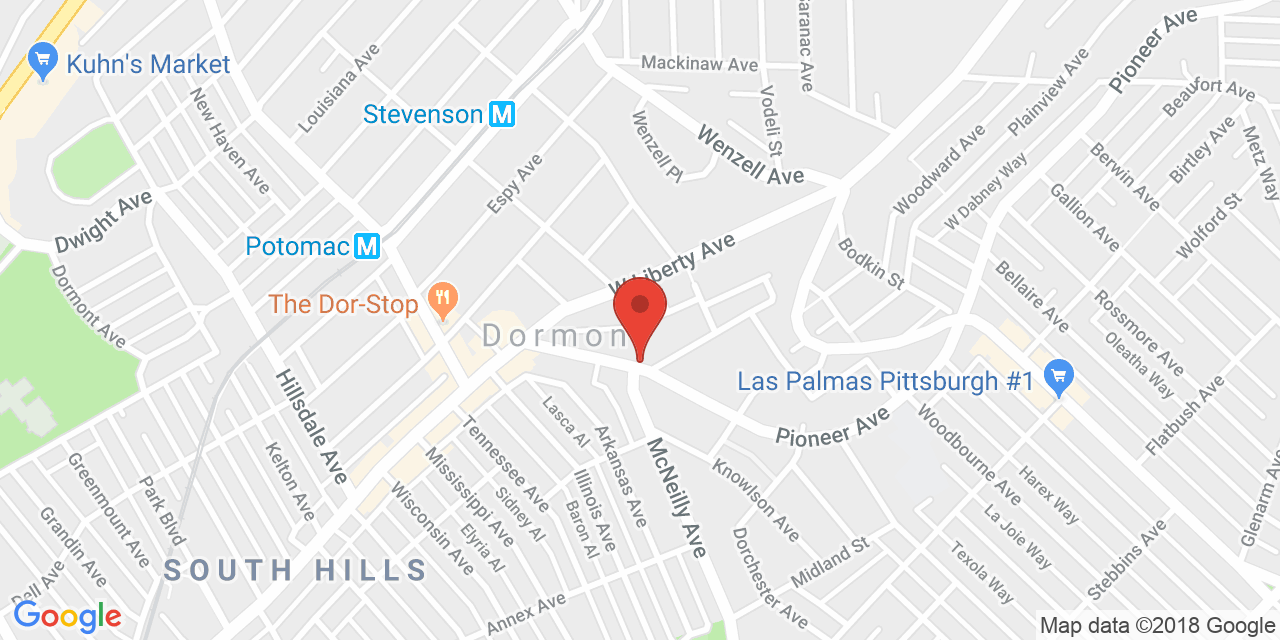 Pioneer Ave
Saranac Ave
Mackinaw Ave
Kuhn's Market
Louisiana Ave
Plainview Ave
Beaufort Ave
Vodeli St
Stevenson M
New Haven Ave
Wenzell Pl
Wenzell Ave
Woodward Ave
Birtley Ave
Metz Way
Berwin Ave
Espy Ave
W Dabney Way
Gallion Ave
Wolford St
Dwight Ave
Potomac M
W Liberty Ave
Bodkin St
Dormont Ave
The Dor-Stop
Bellaire Ave
Rossmore Ave
Dormon
Oleatha Way
Las Palmas Pittsburgh #1
Hillsdale Ave
Lasca Al
Pioneer Ave
Flatbush Ave
Tennessee Ave
Arkansas Ave
McNeilly Ave
Knowlson Ave
Woodbourne Ave
Kelton Ave
Greenmount Ave
Mississippi Ave
Illinois Ave
Harex Way
Glenarm Ave
Park Blvd
Wisconsin Ave
Sidney Al
Baron Al
La Joie Way
Grandin Ave
Elyria Al
Dorchester Ave
Midland St
Stebbins Ave
SOUTH HILLS
Texola Way
Dell Ave
Annex Ave
Google
Map data ©2018 Google